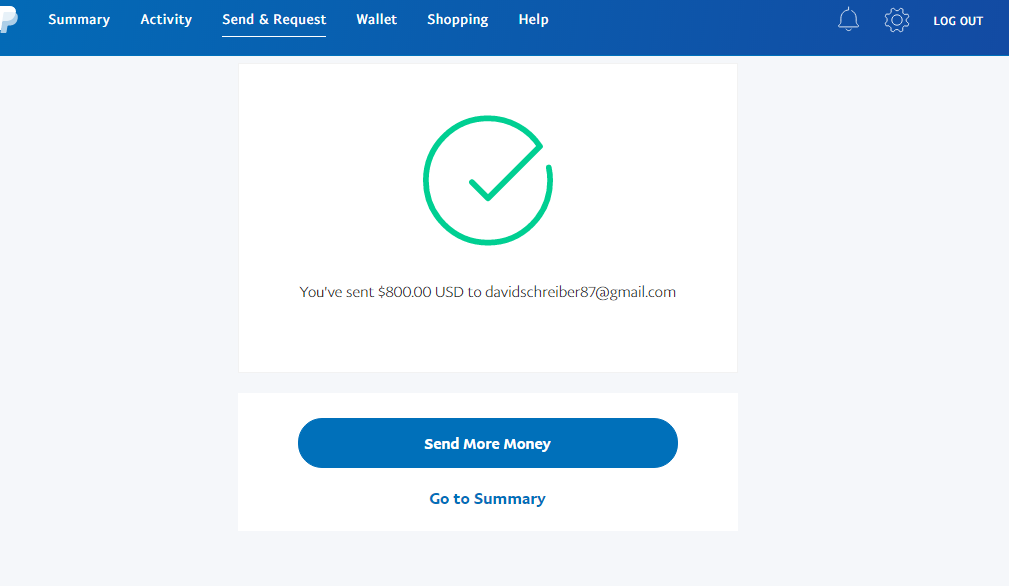 Summary Activity Send & Request Wallet Shopping Help LOG OUT
You've sent $800.00 USD to davidschreiber87@gmail.com
Send More Money
Go to Summary